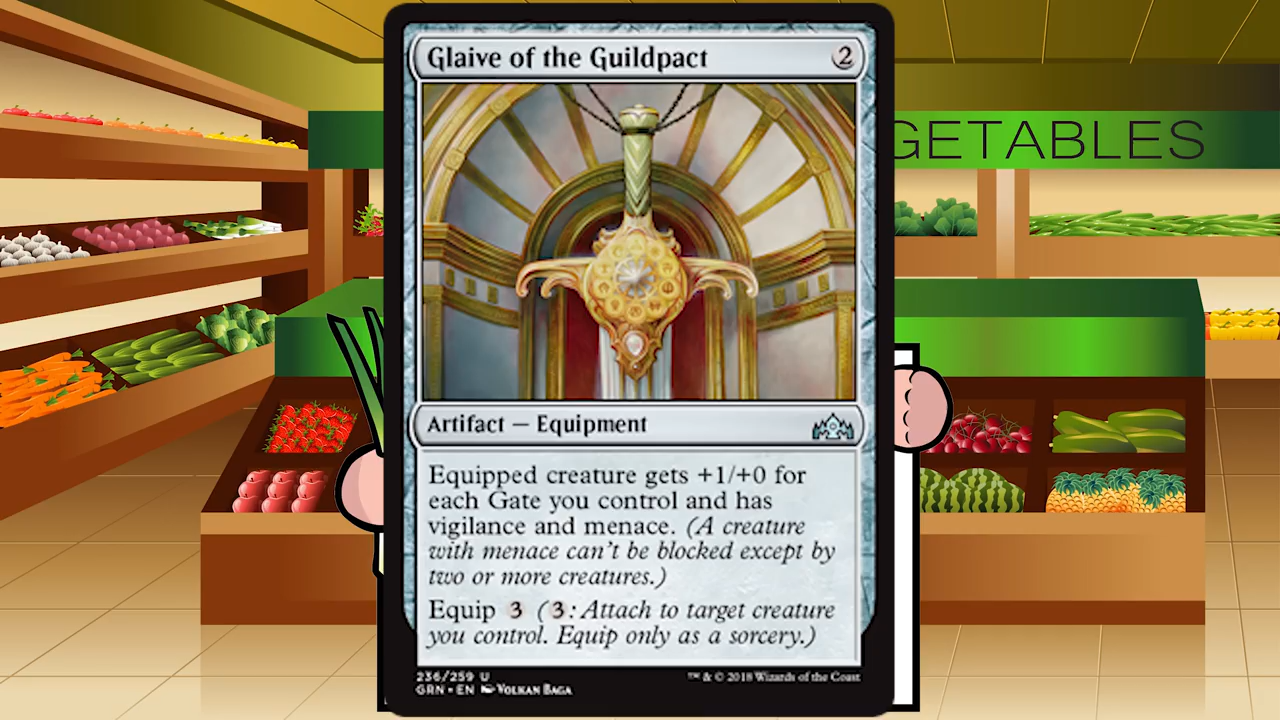 Glaive of the Guildpact 2
GETABLES
Artifact — Equipment
Equipped creature gets +1/+0 for
each Gate you control and has
vigilance and menace. (A creature
with menace can't be blocked except by
two or more creatures.)
Equip 3 (3: Attach to target creature
you control. Equip only as a sorcery.)
236/259 U
GRN • EN Volkan Baga
™ & © 2018 Wizards of the Coast